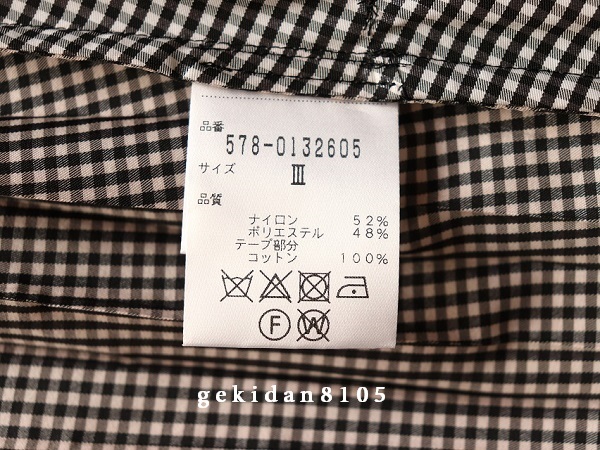 品番
578-0132605
サイズ
III
品質
ナイロン 52%
ポリエステル 48%
テープ部分
コットン 100%
F W
gekidan8105